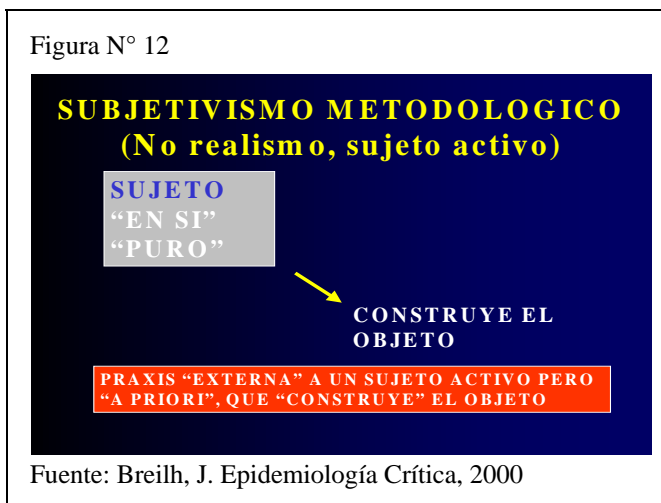 Figura N° 12
SUBJETIVISMO METODOLOGICO
(No realismo, sujeto activo)
SUJETO
“EN SI”
“PURO”
CONSTRUYE EL
OBJETO
PRAXIS “EXTERNA” A UN SUJETO ACTIVO PERO
“A PRIORI”, QUE “CONSTRUYE” EL OBJETO
Fuente: Breilh, J. Epidemiología Crítica, 2000